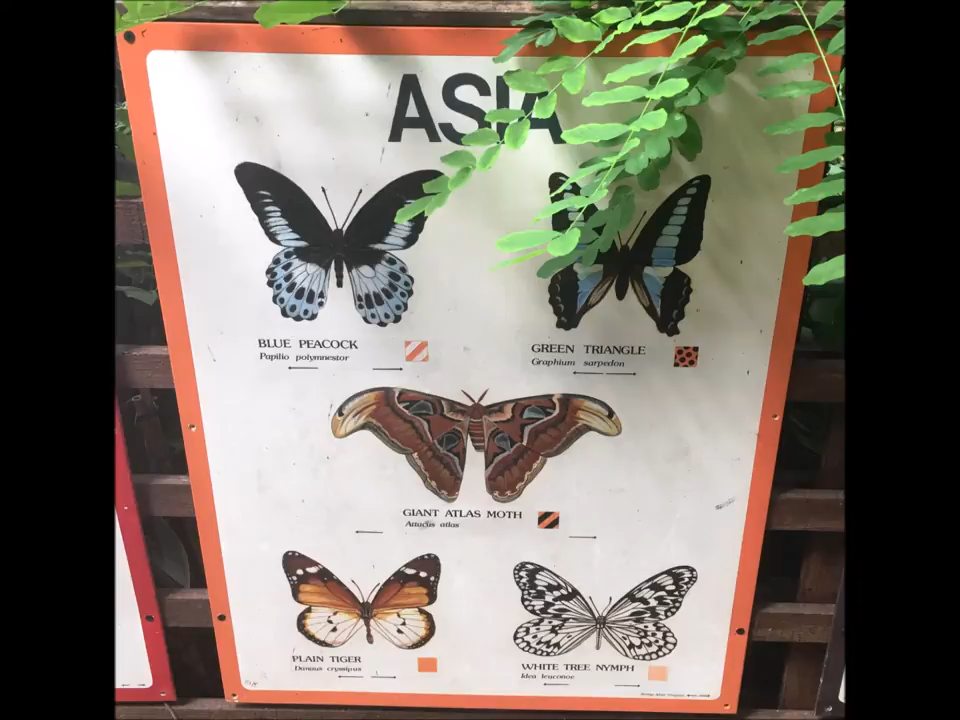 ASIA
BLUE PEACOCK
Papilio polymnestor
GREEN TRIANGLE
Graphium sarpedon
GIANT ATLAS MOTH
Attacus atlas
PLAIN TIGER
Danaus crysippus
WHITE TREE NYMPH
Idea leuconoe